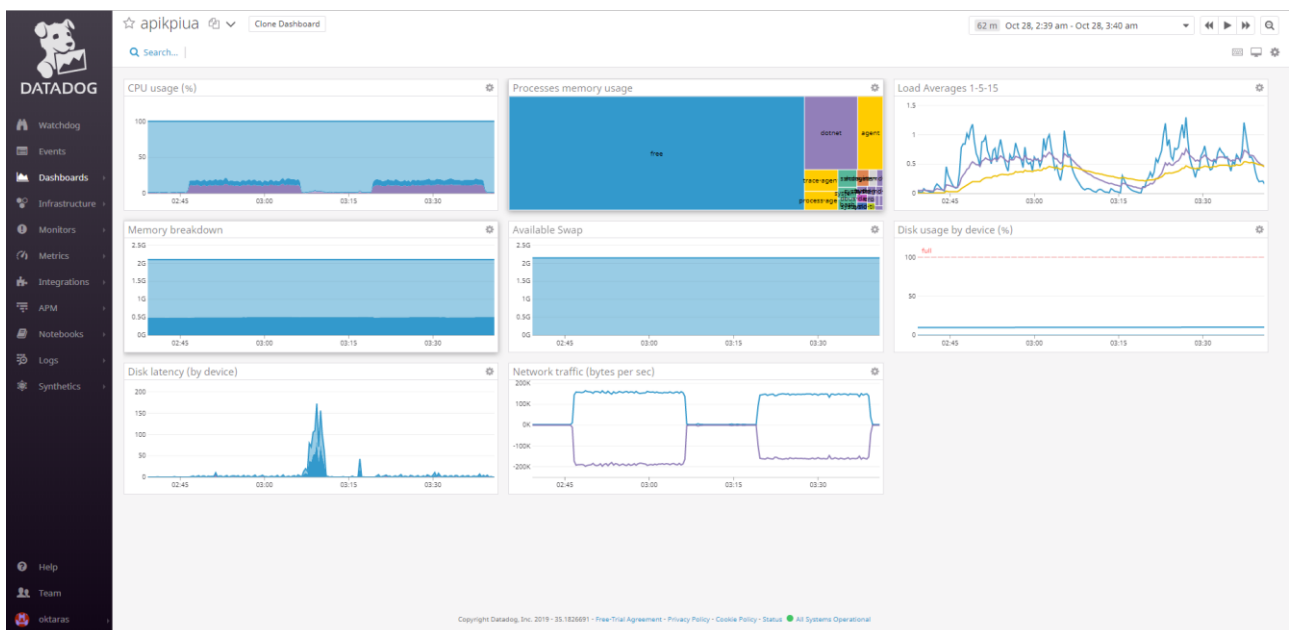 DATADOG
Watchdog
Events
Dashboards
Infrastructure
Monitors
Metrics
Integrations
APM
Notebooks
Logs
Synthetics
Help
Team
oktaras
apikpiua Clone Dashboard
62 m Oct 28, 2:39 am - Oct 28, 3:40 am
Search...
CPU usage (%)
100
50
0
02:45 03:00 03:15 03:30
Processes memory usage
free
dotnet
agent
trace-agen
process-age
Load Averages 1-5-15
1.5
1
0.5
0
02:45 03:00 03:15 03:30
Memory breakdown
2.5G
2G
1.5G
1G
0.5G
0G
02:45 03:00 03:15 03:30
Available Swap
2.5G
2G
1.5G
1G
0.5G
0G
02:45 03:00 03:15 03:30
Disk usage by device (%)
full
100
50
0
02:45 03:00 03:15 03:30
Disk latency (by device)
200
150
100
50
0
02:45 03:00 03:15 03:30
Network traffic (bytes per sec)
200K
100K
0K
-100K
-200K
02:45 03:00 03:15 03:30
Copyright Datadog, Inc. 2019 - 35.1826691 - Free-Trial Agreement - Privacy Policy - Cookie Policy - Status All Systems Operational